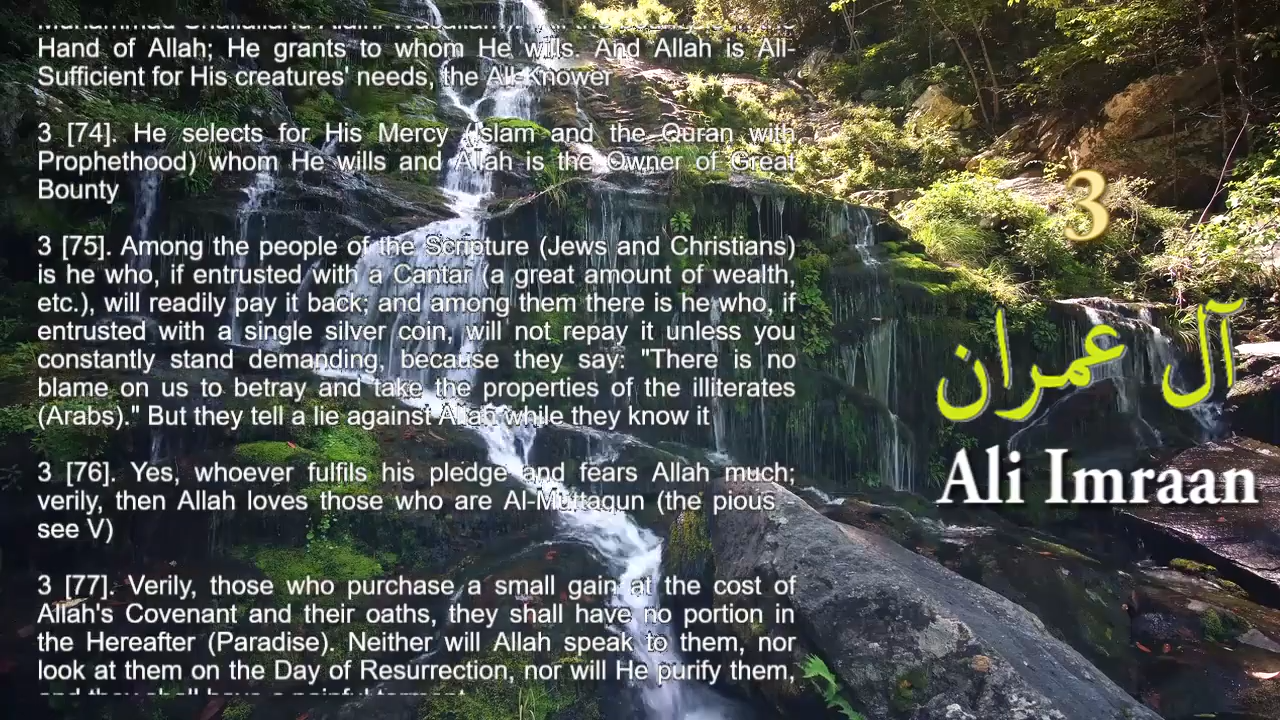 Hand of Allah; He grants to whom He wills. And Allah is All-
Sufficient for His creatures' needs, the All-Knower
3 [74]. He selects for His Mercy (Islam and the Quran with
Prophethood) whom He wills and Allah is the Owner of Great
Bounty
3 [75]. Among the people of the Scripture (Jews and Christians)
is he who, if entrusted with a Cantar (a great amount of wealth,
etc.), will readily pay it back; and among them there is he who, if
entrusted with a single silver coin, will not repay it unless you
constantly stand demanding, because they say: "There is no
blame on us to betray and take the properties of the illiterates
(Arabs)." But they tell a lie against Allah while they know it
3 [76]. Yes, whoever fulfils his pledge and fears Allah much;
verily, then Allah loves those who are Al-Muttaqun (the pious
see V)
3 [77]. Verily, those who purchase a small gain at the cost of
Allah's Covenant and their oaths, they shall have no portion in
the Hereafter (Paradise). Neither will Allah speak to them, nor
look at them on the Day of Resurrection, nor will He purify them,
and they shall have a painful torment
3
آل عمران
Ali Imraan